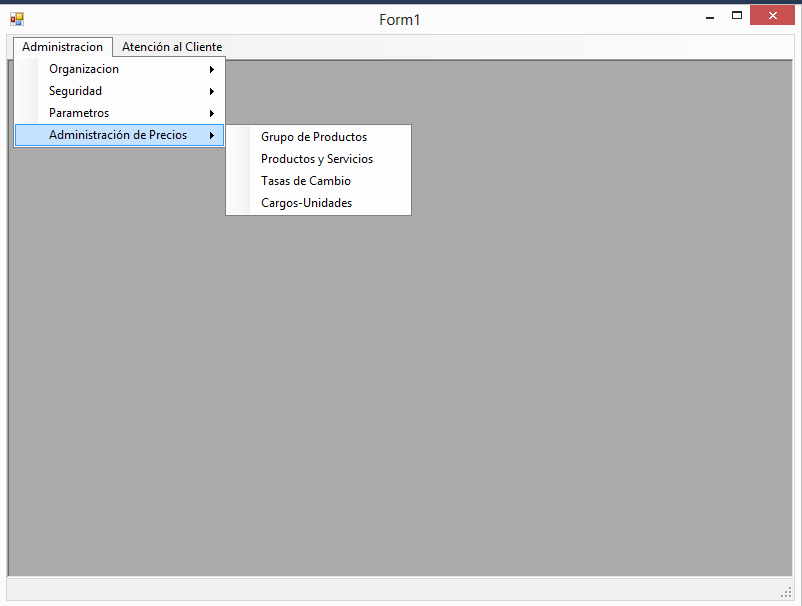 Form1
Administracion Atención al Cliente
Organizacion
Seguridad
Parametros
Administración de Precios
Grupo de Productos
Productos y Servicios
Tasas de Cambio
Cargos-Unidades